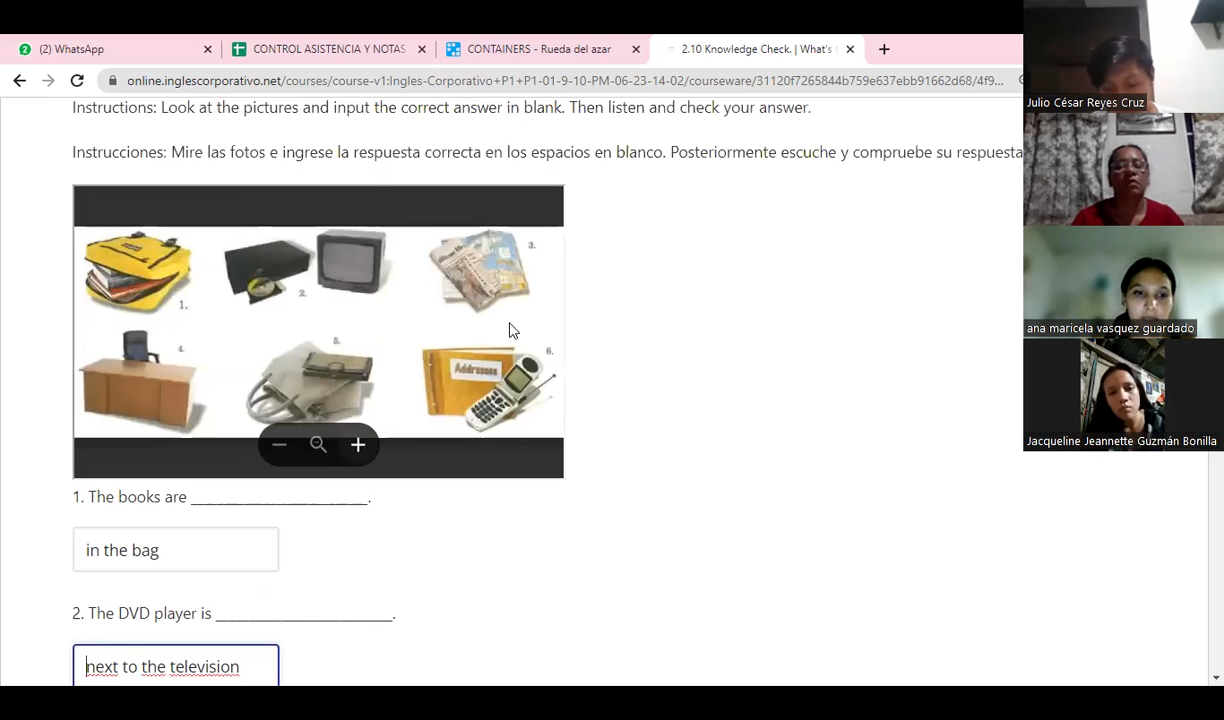 2 (2) WhatsApp
CONTROL ASISTENCIA Y NOTAS
CONTAINERS - Rueda del azar
2.10 Knowledge Check. | What's
online.inglescorporativo.net/courses/course-v1:Ingles-Corporativo+P1+P1-01-9-10-PM-06-23-14-02/courseware/31120f7265844b759e637ebb91662d68/4f9...
Instructions: Look at the pictures and input the correct answer in blank. Then listen and check your answer.
Instrucciones: Mire las fotos e ingrese la respuesta correcta en los espacios en blanco. Posteriormente escuche y compruebe su respuesta
1.
2.
3.
4.
5.
6.
Addresses
1. The books are ______________________.
in the bag
2. The DVD player is ______________________.
next to the television
Julio César Reyes Cruz
ana maricela vasquez guardado
Jacqueline Jeannette Guzmán Bonilla